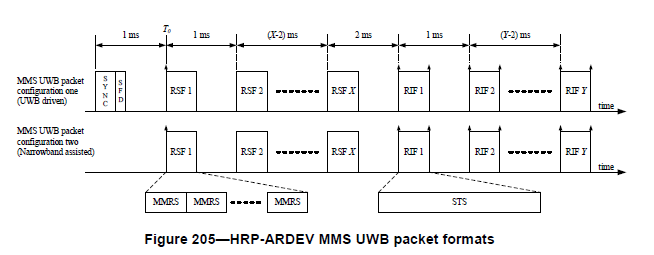 T0
1 ms
1 ms
(X-2) ms
2 ms
1 ms
(Y-2) ms
MMS UWB packet
configuration one
(UWB driven)
SYNC
SFD
RSF 1
RSF 2
RSF X
RIF 1
RIF 2
RIF Y
time
MMS UWB packet
configuration two
(Narrowband assisted)
RSF 1
RSF 2
RSF X
RIF 1
RIF 2
RIF Y
time
MMRS
MMRS
MMRS
STS
Figure 205—HRP-ARDEV MMS UWB packet formats